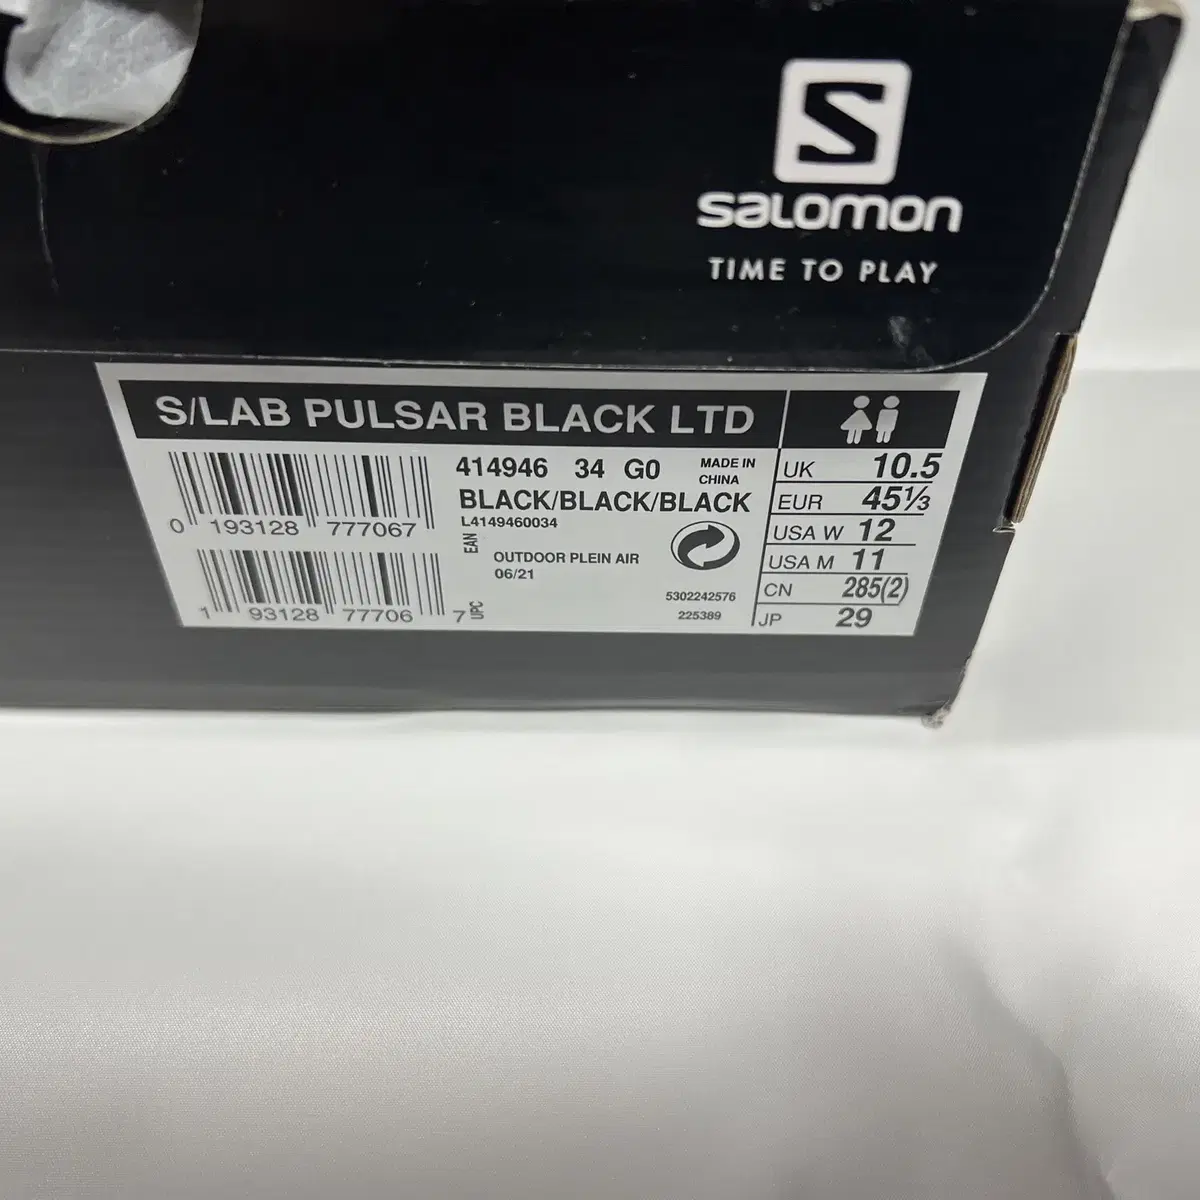 S
SALOMON
TIME TO PLAY
S/LAB PULSAR BLACK LTD
414946 34 G0 MADE IN CHINA
BLACK/BLACK/BLACK
L4149460034
0 193128 777067
EAN
OUTDOOR PLEIN AIR
06/21
1 93128 77706 7
UPC
5302242576
225389
UK 10.5
EUR 45⅓
USA W 12
USA M 11
CN 285(2)
JP 29